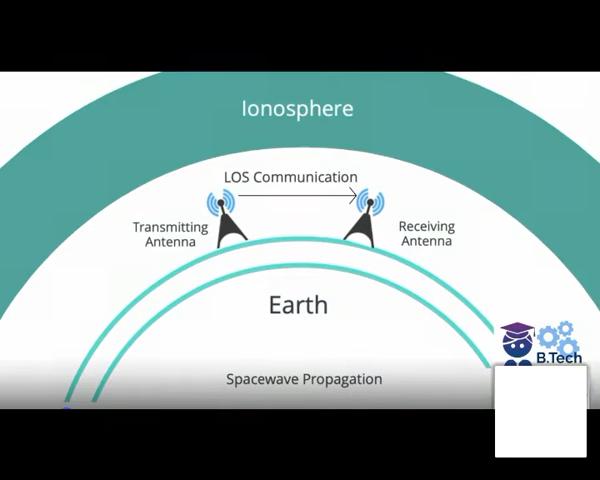 Ionosphere
LOS Communication
Transmitting
Antenna
Receiving
Antenna
Earth
B.Tech
Spacewave Propagation